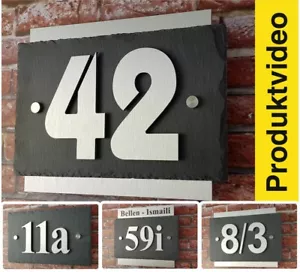 42
Produktvideo
11a
Bellen - Ismaili
59i
8/3